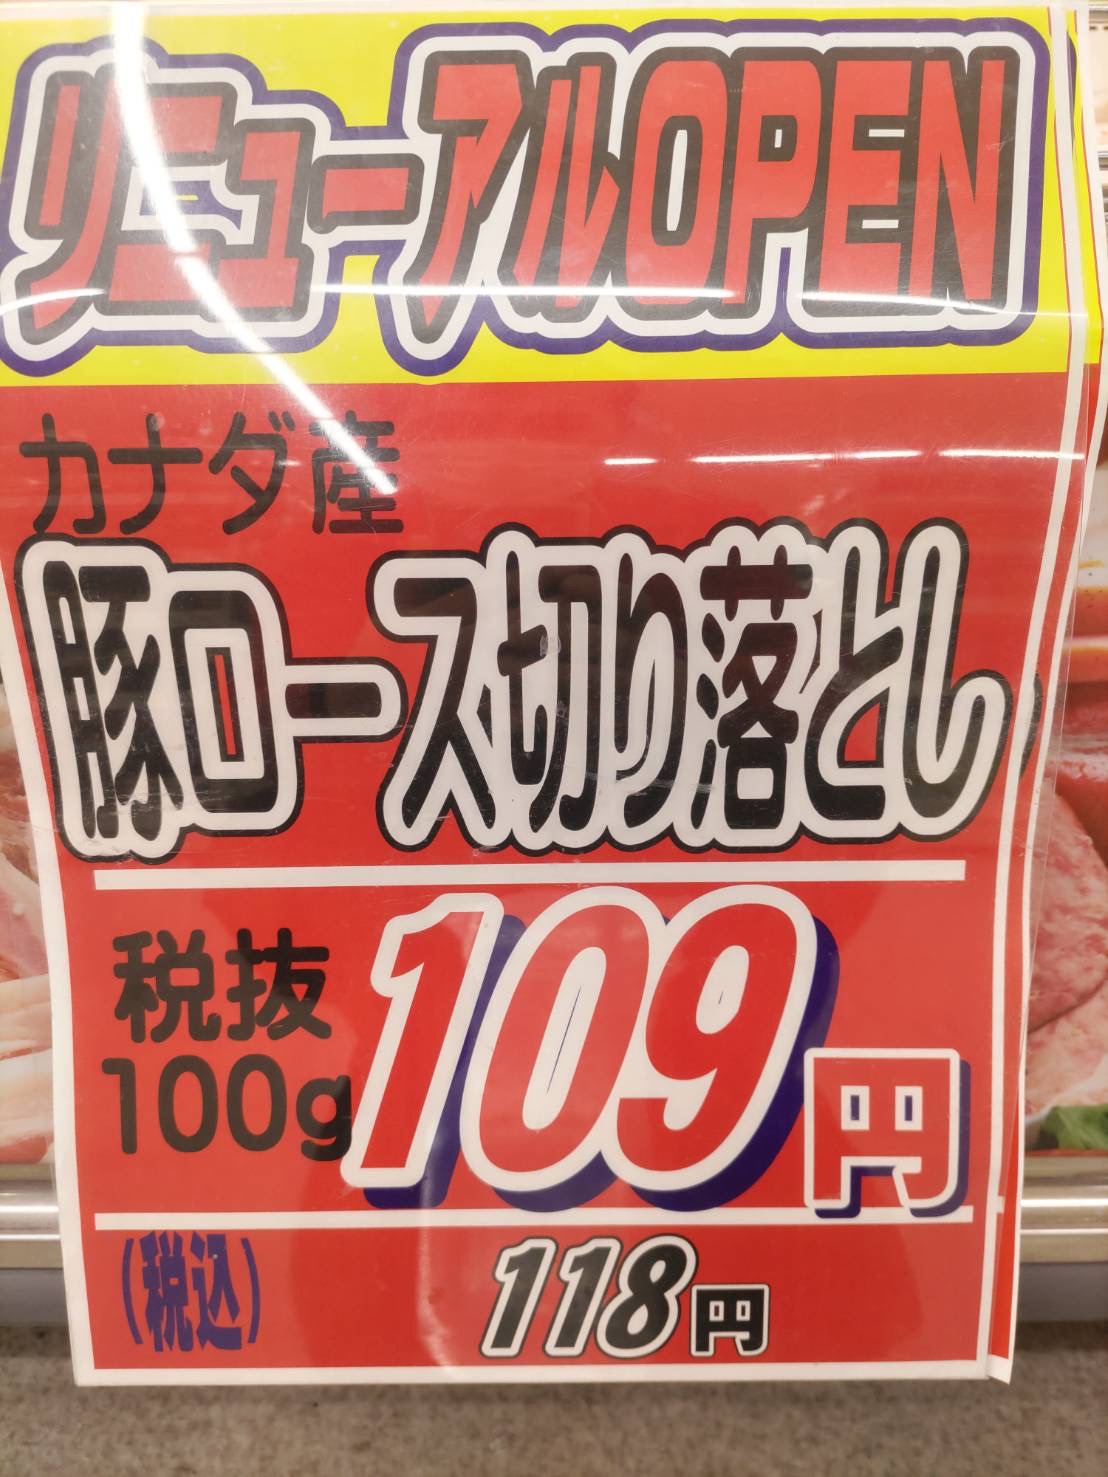 リニューアルOPEN
カナダ産
豚ロース切り落とし
税抜
100g 109円
(税込) 118円